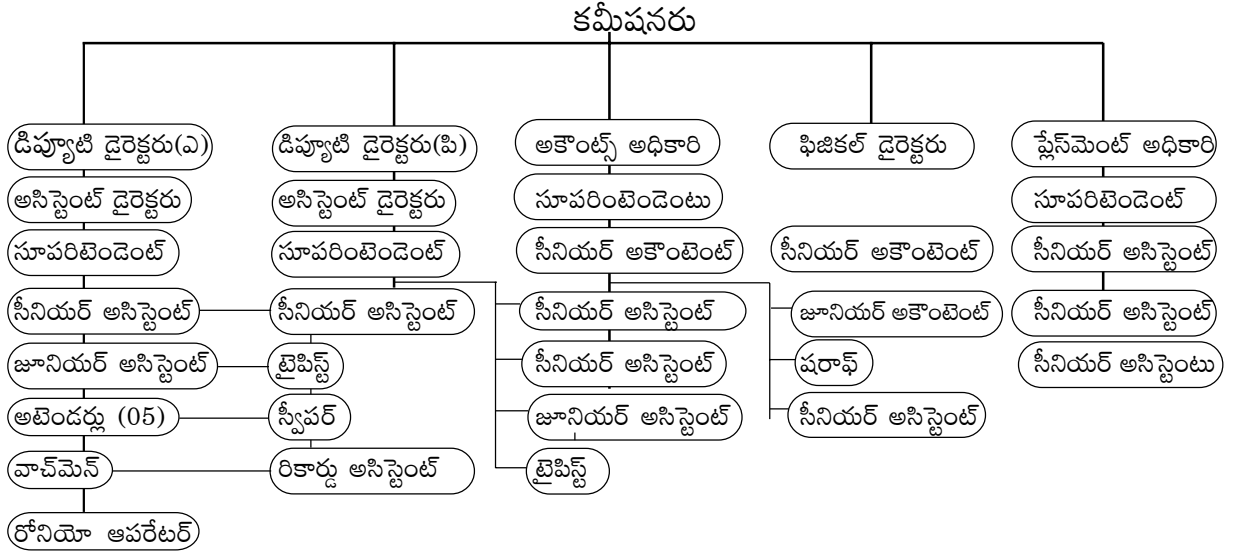 కమీషనరు
డిప్యూటి డైరెక్టరు(ఎ) డిప్యూటి డైరెక్టరు(పి) అకౌంట్స్ అధికారి ఫిజికల్ డైరెక్టరు ప్లేస్‌మెంట్ అధికారి
అసిస్టెంట్ డైరెక్టరు అసిస్టెంట్ డైరెక్టరు సూపరింటెండెంటు సూపరిటెండెంట్
సూపరిటెండెంట్ సూపరింటెండెంట్ సీనియర్ అకౌంటెంట్ సీనియర్ అకౌంటెంట్ సీనియర్ అసిస్టెంట్
సీనియర్ అసిస్టెంట్ సీనియర్ అసిస్టెంట్ సీనియర్ అసిస్టెంట్ జూనియర్ అకౌంటెంట్ సీనియర్ అసిస్టెంట్
జూనియర్ అసిస్టెంట్ టైపిస్ట్ సీనియర్ అసిస్టెంట్ షరాఫ్ సీనియర్ అసిస్టెంటు
అటెండర్లు (05) స్వీపర్ జూనియర్ అసిస్టెంట్ సీనియర్ అసిస్టెంట్
వాచ్‌మెన్ రికార్డు అసిస్టెంట్ టైపిస్ట్
రోనియో ఆపరేటర్